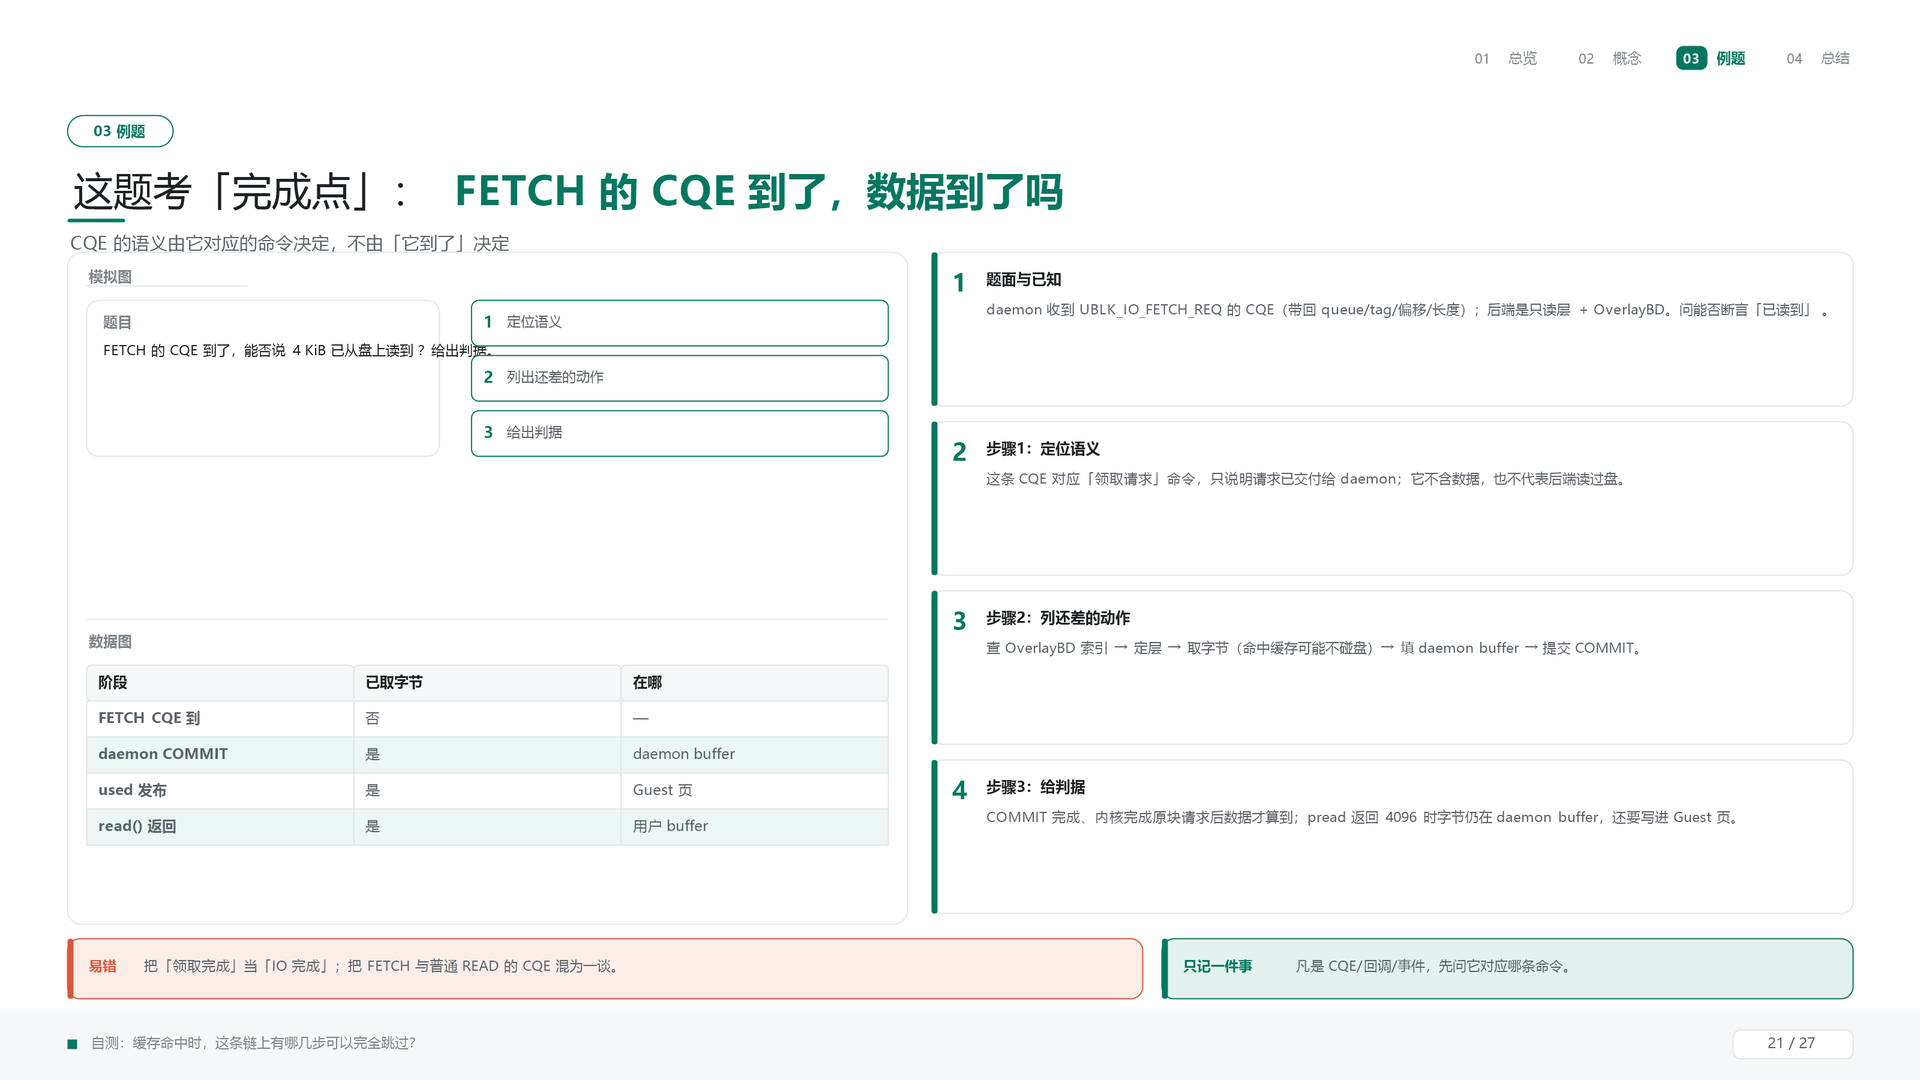 01 总览 02 概念 03 例题 04 总结
03 例题
这题考「完成点」： FETCH 的 CQE 到了，数据到了吗
CQE 的语义由它对应的命令决定，不由「它到了」决定
模拟图
题目
FETCH 的 CQE 到了，能否说 4 KiB 已从盘上读到？给出判据。
1 定位语义
2 列出还差的动作
3 给出判据
数据图
阶段 已取字节 在哪
FETCH CQE 到 否 —
daemon COMMIT 是 daemon buffer
used 发布 是 Guest 页
read() 返回 是 用户 buffer
1 题面与已知
daemon 收到 UBLK_IO_FETCH_REQ 的 CQE（带回 queue/tag/偏移/长度）；后端是只读层 + OverlayBD。问能否断言「已读到」。
2 步骤1：定位语义
这条 CQE 对应「领取请求」命令，只说明请求已交付给 daemon；它不含数据，也不代表后端读过盘。
3 步骤2：列还差的动作
查 OverlayBD 索引 → 定层 → 取字节（命中缓存可能不碰盘）→ 填 daemon buffer → 提交 COMMIT。
4 步骤3：给判据
COMMIT 完成、内核完成原块请求后数据才算到；pread 返回 4096 时字节仍在 daemon buffer，还要写进 Guest 页。
易错 把「领取完成」当「IO 完成」；把 FETCH 与普通 READ 的 CQE 混为一谈。
只记一件事 凡是 CQE/回调/事件，先问它对应哪条命令。
自测：缓存命中时，这条链上有哪几步可以完全跳过？
21 / 27